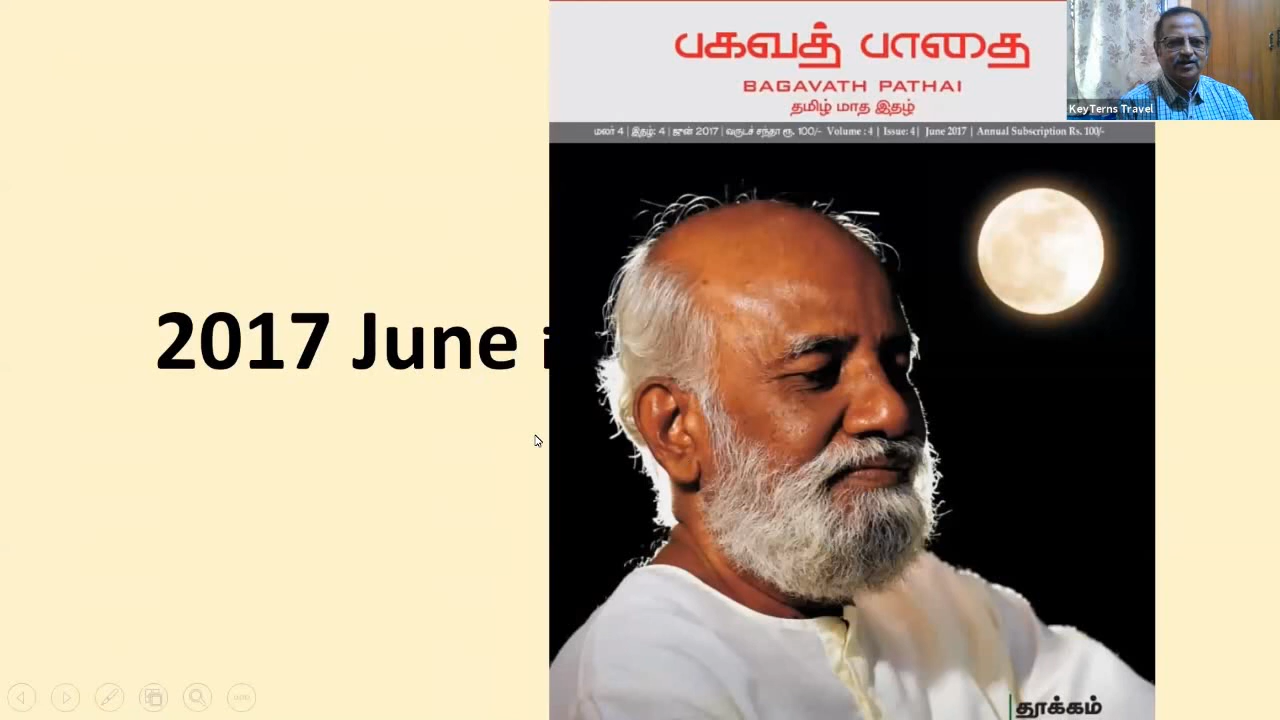 பகவத் பாதை
BAGAVATH PATHAI
தமிழ் மாத இதழ்
KeyTerns Travel
மலர் 4 | இதழ்: 4 | ஜூன் 2017 | வருடச் சந்தா ரூ. 100/- Volume : 4 | Issue: 4 | June 2017 | Annual Subscription Rs. 100/-
2017 June i
தூக்கம்